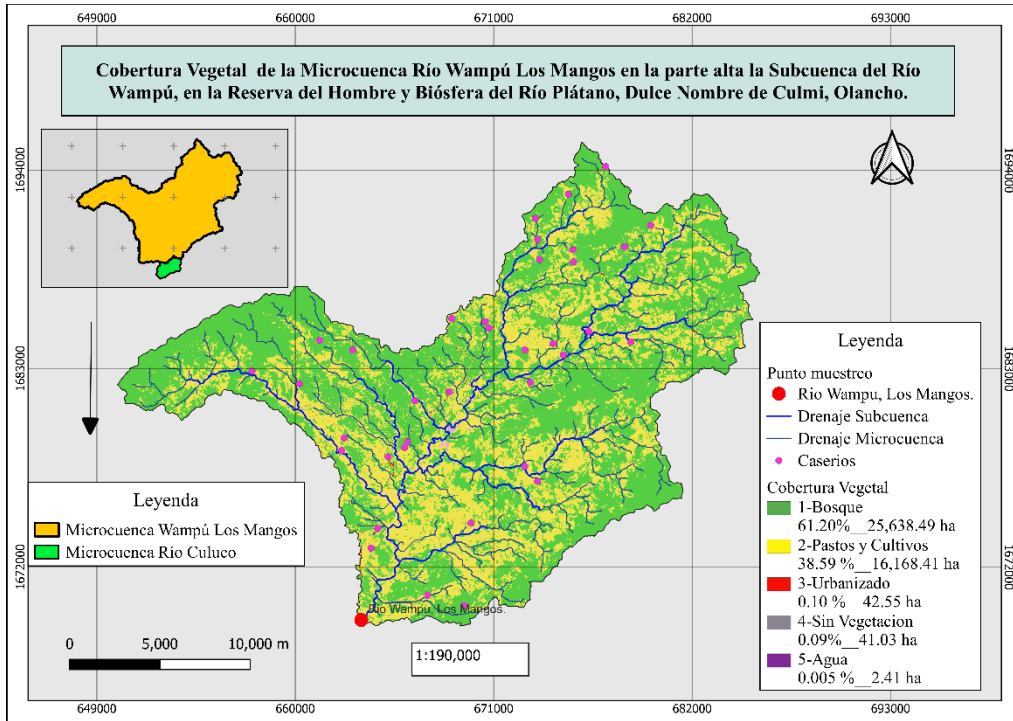 649000
660000
671000
682000
693000
Cobertura Vegetal de la Microcuenca Río Wampú Los Mangos en la parte alta la Subcuenca del Río
Wampú, en la Reserva del Hombre y Biósfera del Río Plátano, Dulce Nombre de Culmi, Olancho.
1694000
1694000
1683000
1683000
1672000
1672000
Leyenda
Microcuenca Wampú Los Mangos
Microcuenca Río Culuco
0
5,000
10,000 m
Río Wampu, Los Mangos.
1:190,000
Leyenda
Punto muestreo
Río Wampu, Los Mangos.
Drenaje Subcuenca
Drenaje Microcuenca
Caserios
Cobertura Vegetal
1-Bosque
61.20%__25,638.49 ha
2-Pastos y Cultivos
38.59 %__16,168.41 ha
3-Urbanizado
0.10 %__42.55 ha
4-Sin Vegetacion
0.09%__41.03 ha
5-Agua
0.005 %__2.41 ha
649000
660000
671000
682000
693000